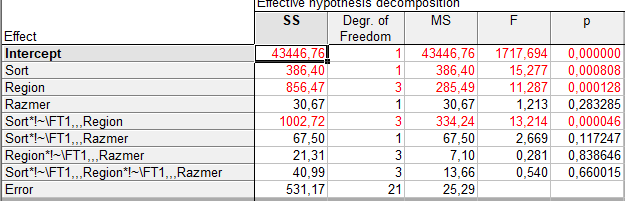 Effective hypothesis decomposition
Effect SS Degr. of Freedom MS F p
Intercept 43446,76 1 43446,76 1717,694 0,000000
Sort 386,40 1 386,40 15,277 0,000808
Region 856,47 3 285,49 11,287 0,000128
Razmer 30,67 1 30,67 1,213 0,283285
Sort*!~\FT1,,,Region 1002,72 3 334,24 13,214 0,000046
Sort*!~\FT1,,,Razmer 67,50 1 67,50 2,669 0,117247
Region*!~\FT1,,,Razmer 21,31 3 7,10 0,281 0,838646
Sort*!~\FT1,,,Region*!~\FT1,,,Razmer 40,99 3 13,66 0,540 0,660015
Error 531,17 21 25,29